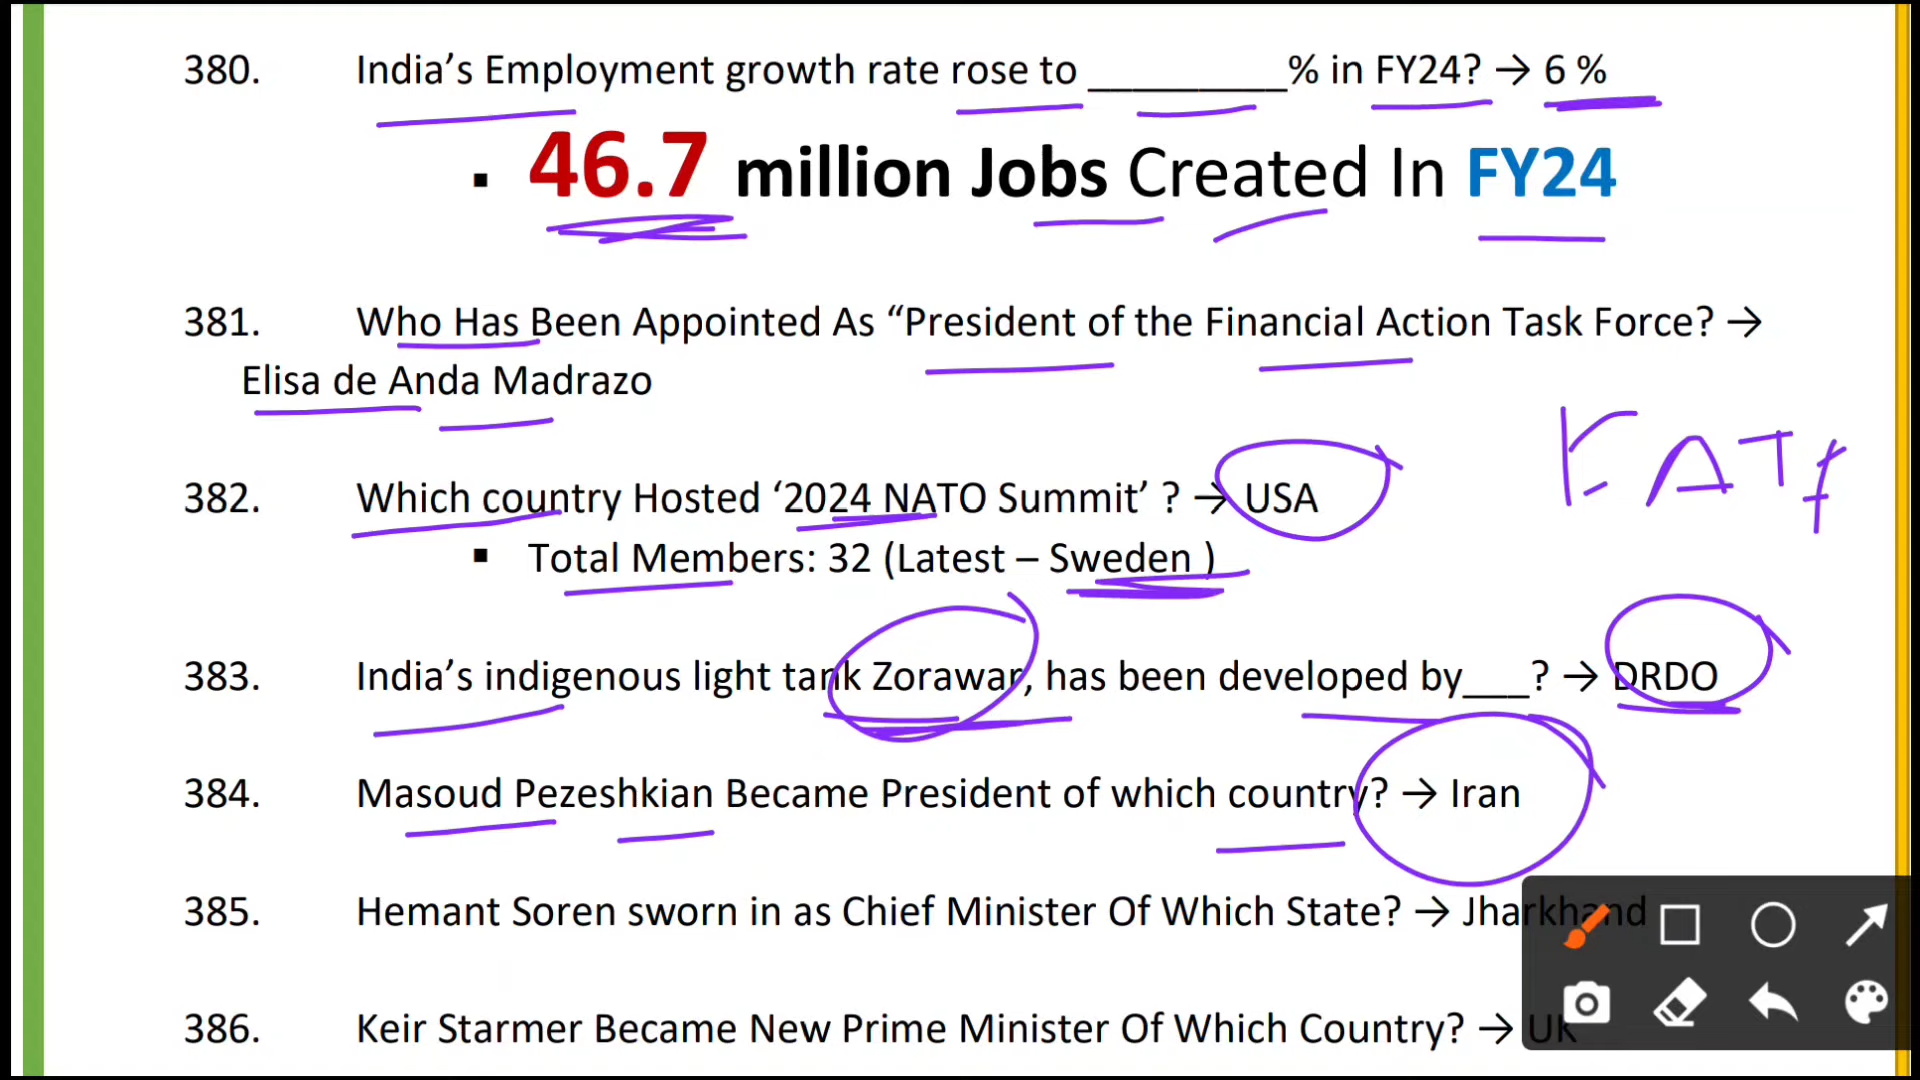 380. India’s Employment growth rate rose to _________% in FY24? → 6 %
▪ 46.7 million Jobs Created In FY24
381. Who Has Been Appointed As “President of the Financial Action Task Force? →
Elisa de Anda Madrazo
FATf
382. Which country Hosted ‘2024 NATO Summit’ ? → USA
▪ Total Members: 32 (Latest – Sweden )
383. India’s indigenous light tank Zorawar, has been developed by___? → DRDO
384. Masoud Pezeshkian Became President of which country? → Iran
385. Hemant Soren sworn in as Chief Minister Of Which State? → Jharkhand
386. Keir Starmer Became New Prime Minister Of Which Country? → UK